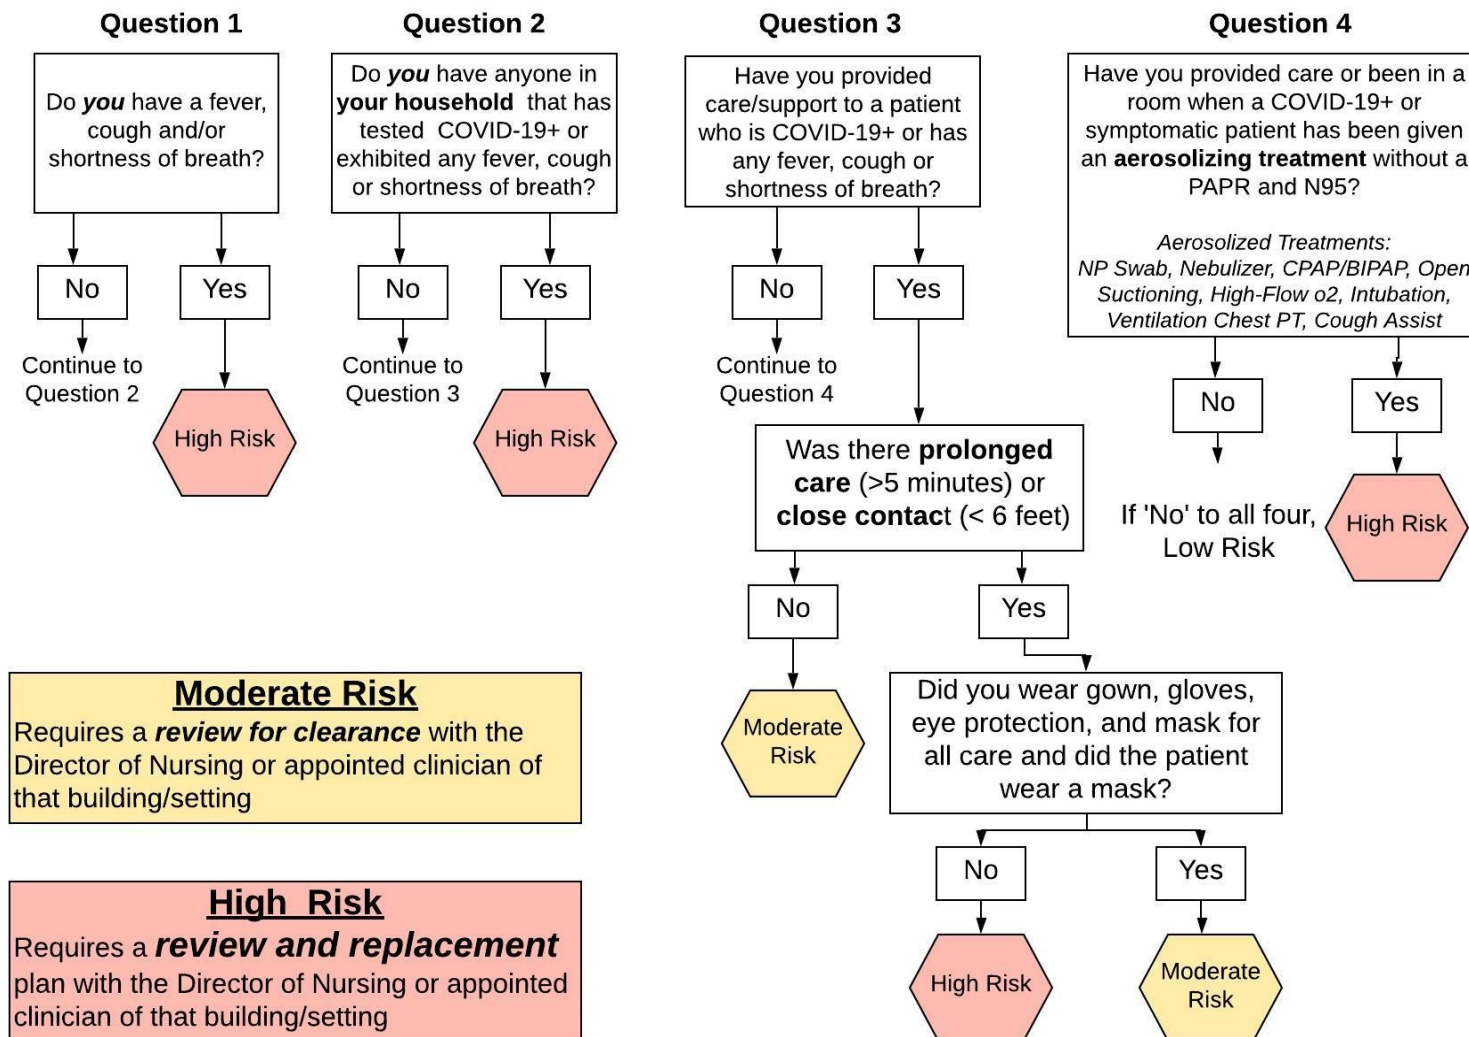 Question 1
Do you have a fever,
cough and/or
shortness of breath?
No
Yes
Continue to
Question 2
High Risk
Question 2
Do you have anyone in
your household that has
tested COVID-19+ or
exhibited any fever, cough
or shortness of breath?
No
Yes
Continue to
Question 3
High Risk
Question 3
Have you provided
care/support to a patient
who is COVID-19+ or has
any fever, cough or
shortness of breath?
No
Yes
Continue to
Question 4
Was there prolonged
care (>5 minutes) or
close contact (< 6 feet)
No
Yes
Moderate
Risk
Did you wear gown, gloves,
eye protection, and mask for
all care and did the patient
wear a mask?
No
Yes
High Risk
Moderate
Risk
Question 4
Have you provided care or been in a
room when a COVID-19+ or
symptomatic patient has been given
an aerosolizing treatment without a
PAPR and N95?
Aerosolized Treatments:
NP Swab, Nebulizer, CPAP/BIPAP, Open
Suctioning, High-Flow o2, Intubation,
Ventilation Chest PT, Cough Assist
No
Yes
If 'No' to all four,
Low Risk
High Risk
Moderate Risk
Requires a review for clearance with the
Director of Nursing or appointed clinician of
that building/setting
High Risk
Requires a review and replacement
plan with the Director of Nursing or appointed
clinician of that building/setting